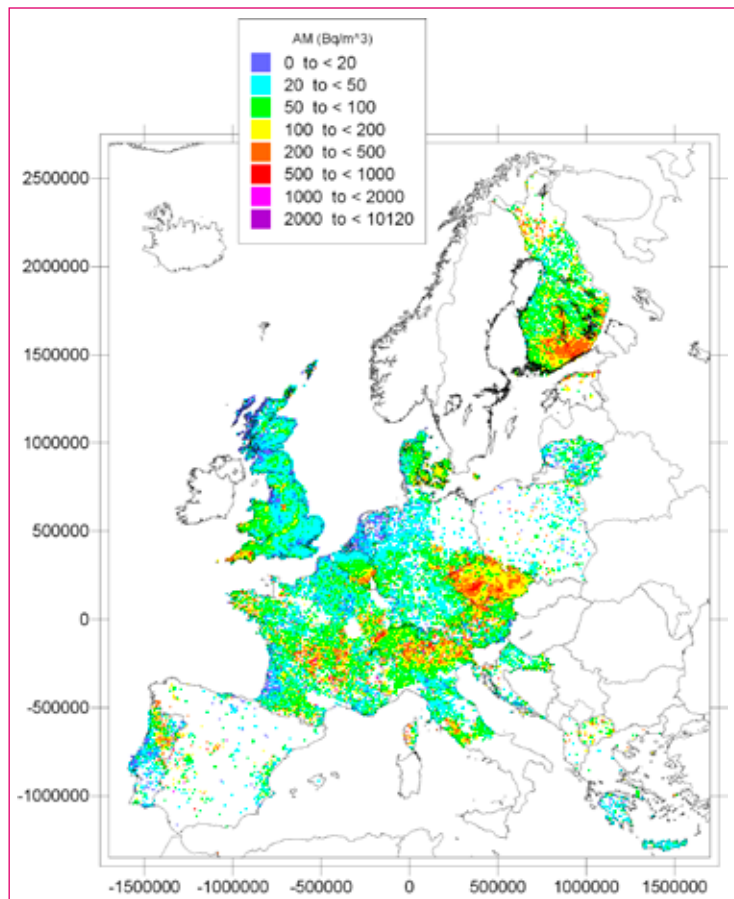 AM (Bq/m^3)
0 to < 20
20 to < 50
50 to < 100
100 to < 200
200 to < 500
500 to < 1000
1000 to < 2000
2000 to < 10120
2500000
2000000
1500000
1000000
500000
0
-500000
-1000000
-1500000 -1000000 -500000 0 500000 1000000 1500000